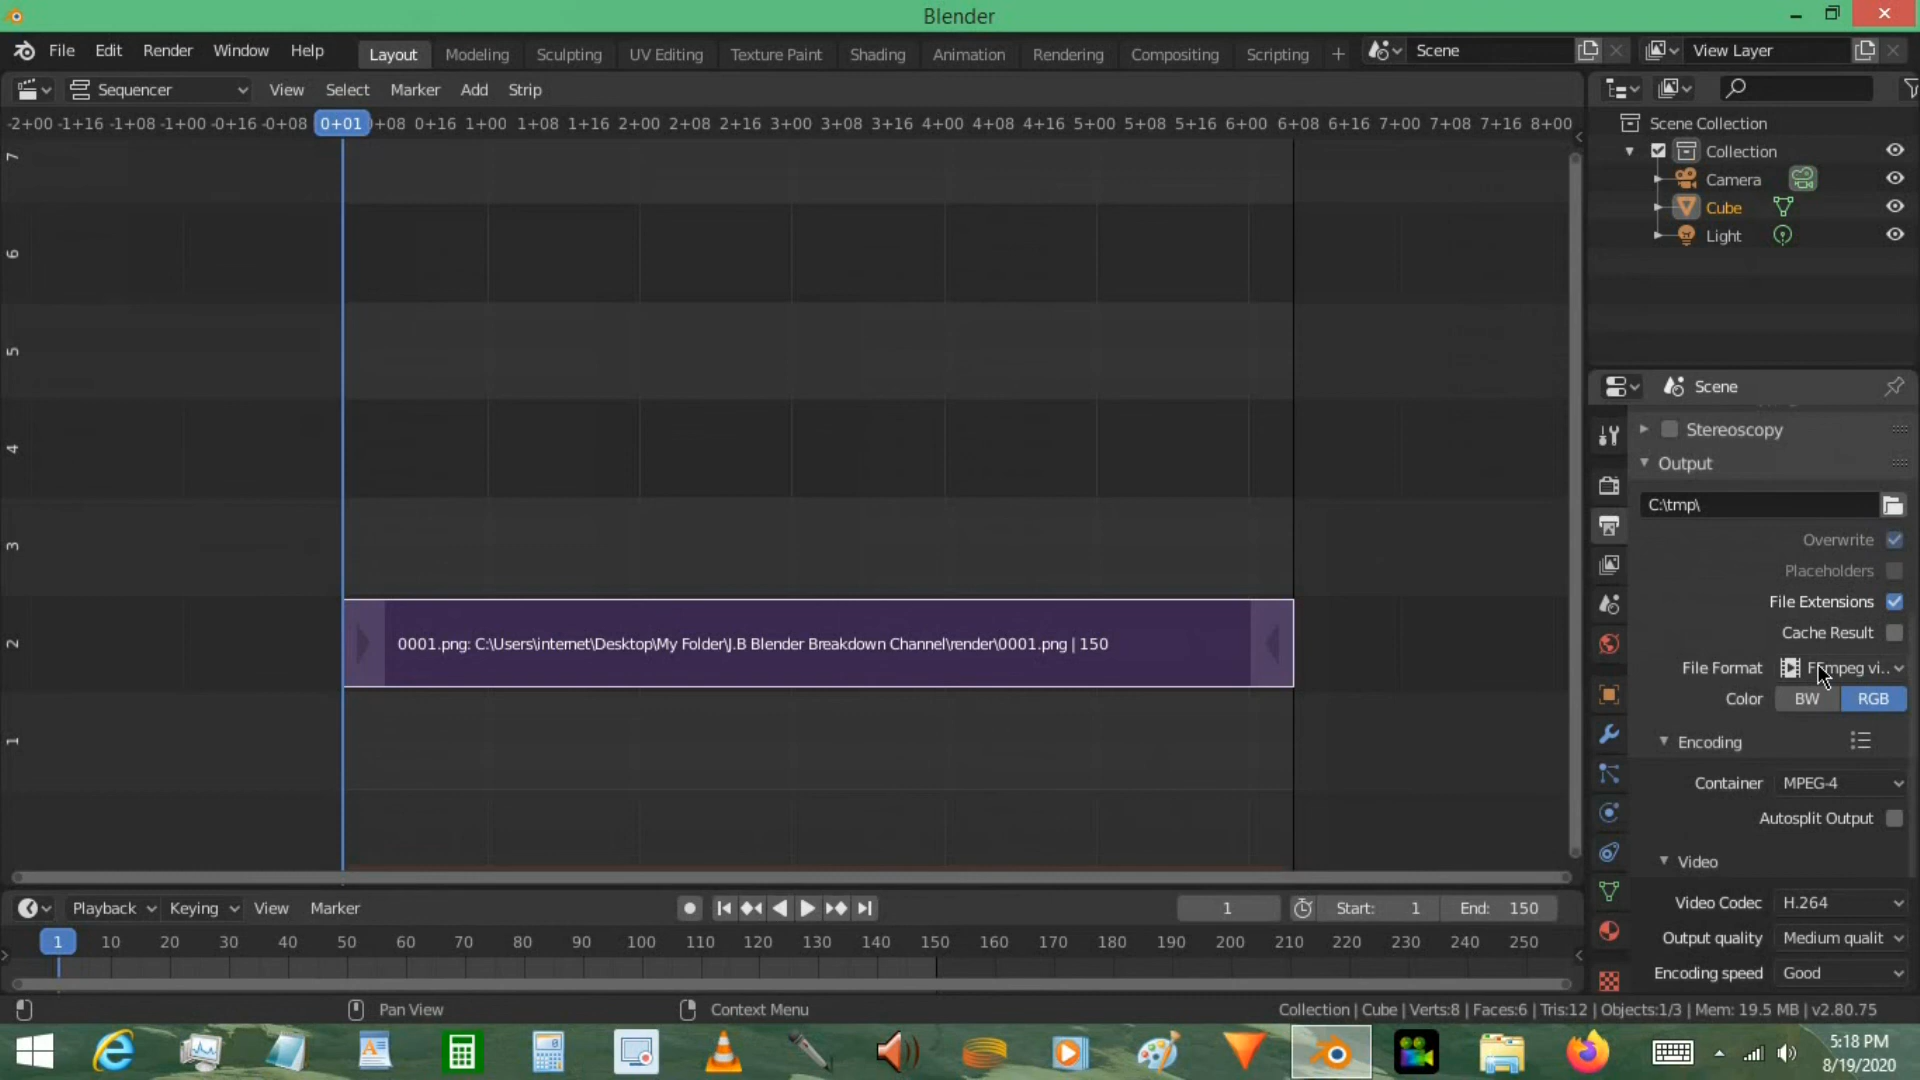 Blender
File Edit Render Window Help Layout Modeling Sculpting UV Editing Texture Paint Shading Animation Rendering Compositing Scripting + Scene View Layer
Sequencer View Select Marker Add Strip
-2+00 -1+16 -1+08 -1+00 -0+16 -0+08 0+01 +08 0+16 1+00 1+08 1+16 2+00 2+08 2+16 3+00 3+08 3+16 4+00 4+08 4+16 5+00 5+08 5+16 6+00 6+08 6+16 7+00 7+08 7+16 8+00
7
6
5
4
3
2
1
0001.png: C:\Users\internet\Desktop\My Folder\J.B Blender Breakdown Channel\render\0001.png | 150
Scene Collection
Collection
Camera
Cube
Light
Scene
Stereoscopy
Output
C:\tmp\
Overwrite
Placeholders
File Extensions
Cache Result
File Format FFmpeg vi..
Color BW RGB
Encoding
Container MPEG-4
Autosplit Output
Video
Video Codec H.264
Output quality Medium qualit
Encoding speed Good
Playback Keying View Marker 1 Start: 1 End: 150
1 10 20 30 40 50 60 70 80 90 100 110 120 130 140 150 160 170 180 190 200 210 220 230 240 250
Pan View Context Menu Collection | Cube | Verts:8 | Faces:6 | Tris:12 | Objects:1/3 | Mem: 19.5 MB | v2.80.75
5:18 PM
8/19/2020